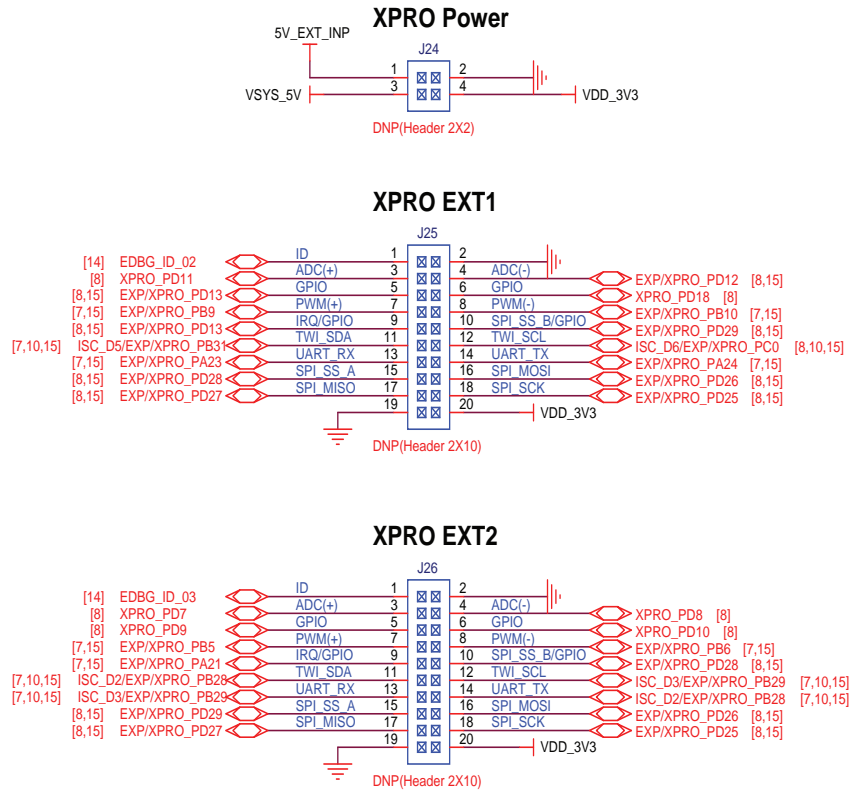 XPRO Power
5V_EXT_INP
J24
1 2
VSYS_5V 3 4 VDD_3V3
DNP(Header 2X2)
XPRO EXT1
J25
[14] EDBG_ID_02 ID 1 2
[8] XPRO_PD11 ADC(+) 3 4 ADC(-) EXP/XPRO_PD12 [8,15]
[8,15] EXP/XPRO_PD13 GPIO 5 6 GPIO XPRO_PD18 [8]
[7,15] EXP/XPRO_PB9 PWM(+) 7 8 PWM(-) EXP/XPRO_PB10 [7,15]
[8,15] EXP/XPRO_PD13 IRQ/GPIO 9 10 SPI_SS_B/GPIO EXP/XPRO_PD29 [8,15]
[7,10,15] ISC_D5/EXP/XPRO_PB31 TWI_SDA 11 12 TWI_SCL ISC_D6/EXP/XPRO_PC0 [8,10,15]
[7,15] EXP/XPRO_PA23 UART_RX 13 14 UART_TX EXP/XPRO_PA24 [7,15]
[8,15] EXP/XPRO_PD28 SPI_SS_A 15 16 SPI_MOSI EXP/XPRO_PD26 [8,15]
[8,15] EXP/XPRO_PD27 SPI_MISO 17 18 SPI_SCK EXP/XPRO_PD25 [8,15]
19 20 VDD_3V3
DNP(Header 2X10)
XPRO EXT2
J26
[14] EDBG_ID_03 ID 1 2
[8] XPRO_PD7 ADC(+) 3 4 ADC(-) XPRO_PD8 [8]
[8] XPRO_PD9 GPIO 5 6 GPIO XPRO_PD10 [8]
[7,15] EXP/XPRO_PB5 PWM(+) 7 8 PWM(-) EXP/XPRO_PB6 [7,15]
[7,15] EXP/XPRO_PA21 IRQ/GPIO 9 10 SPI_SS_B/GPIO EXP/XPRO_PD28 [8,15]
[7,10,15] ISC_D2/EXP/XPRO_PB28 TWI_SDA 11 12 TWI_SCL ISC_D3/EXP/XPRO_PB29 [7,10,15]
[7,10,15] ISC_D3/EXP/XPRO_PB29 UART_RX 13 14 UART_TX ISC_D2/EXP/XPRO_PB28 [7,10,15]
[8,15] EXP/XPRO_PD29 SPI_SS_A 15 16 SPI_MOSI EXP/XPRO_PD26 [8,15]
[8,15] EXP/XPRO_PD27 SPI_MISO 17 18 SPI_SCK EXP/XPRO_PD25 [8,15]
19 20 VDD_3V3
DNP(Header 2X10)